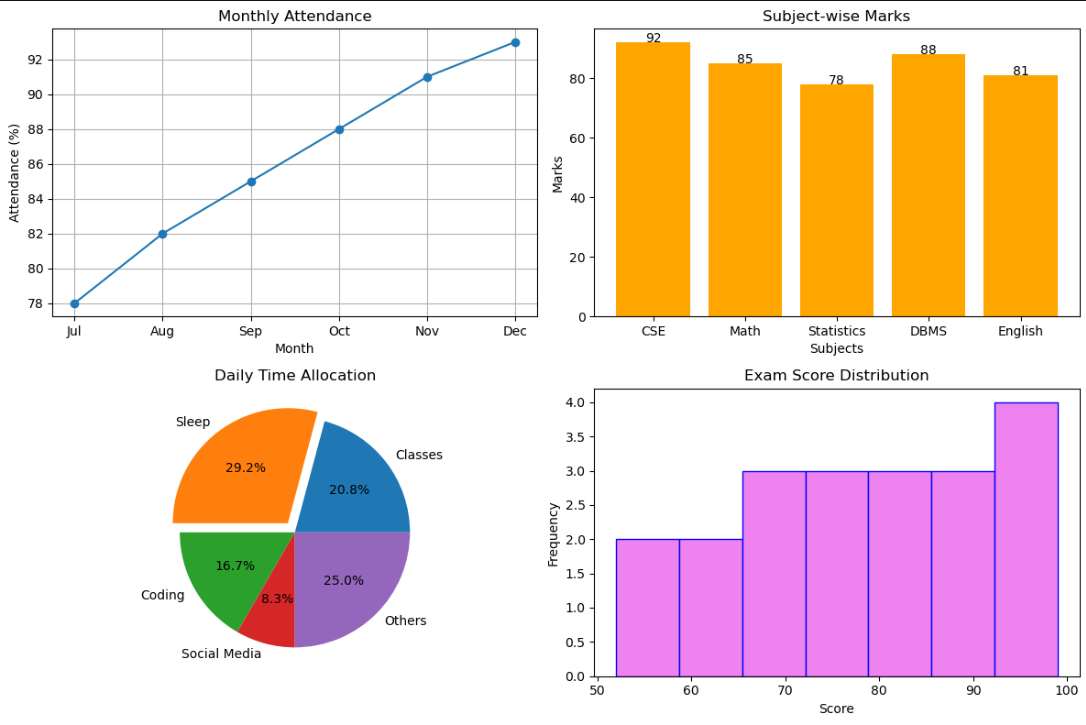 Monthly Attendance
92
90
88
86
84
82
80
78
Attendance (%)
Jul Aug Sep Oct Nov Dec
Month
Subject-wise Marks
80
60
40
20
0
Marks
92 85 78 88 81
CSE Math Statistics DBMS English
Subjects
Daily Time Allocation
Sleep
29.2%
Classes
20.8%
Coding
16.7%
Social Media
8.3%
Others
25.0%
Exam Score Distribution
4.0
3.5
3.0
2.5
2.0
1.5
1.0
0.5
0.0
Frequency
50 60 70 80 90 100
Score